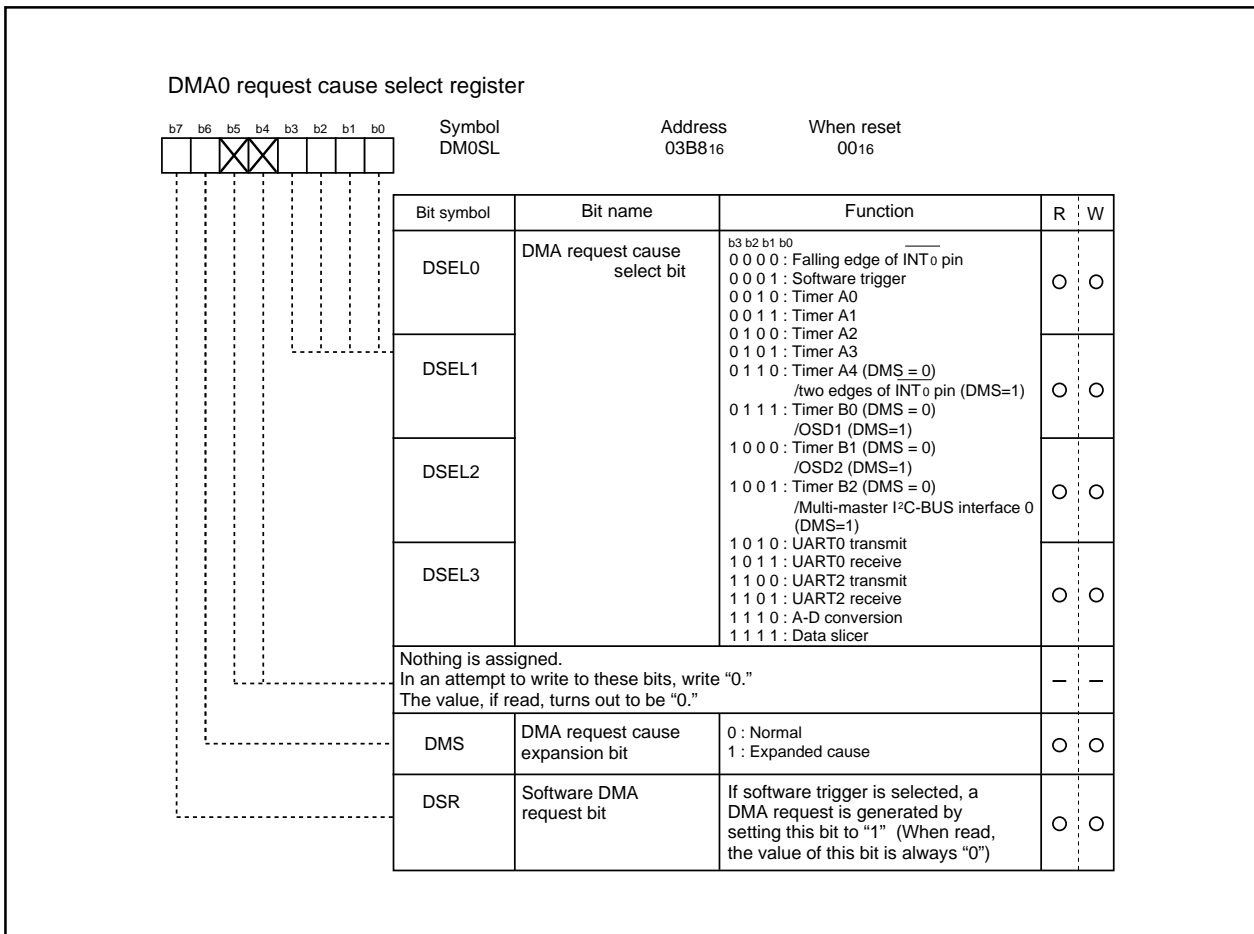 DMA0 request cause select register
b7 b6 b5 b4 b3 b2 b1 b0
Symbol Address When reset
DM0SL 03B816 0016
Bit symbol Bit name Function R W
DSEL0
DMA request cause
select bit
b3 b2 b1 b0
0 0 0 0 : Falling edge of INT0 pin
0 0 0 1 : Software trigger
0 0 1 0 : Timer A0
0 0 1 1 : Timer A1
0 1 0 0 : Timer A2
0 1 0 1 : Timer A3
0 1 1 0 : Timer A4 (DMS = 0)
/two edges of INT0 pin (DMS=1)
0 1 1 1 : Timer B0 (DMS = 0)
/OSD1 (DMS=1)
1 0 0 0 : Timer B1 (DMS = 0)
/OSD2 (DMS=1)
1 0 0 1 : Timer B2 (DMS = 0)
/Multi-master I²C-BUS interface 0
(DMS=1)
1 0 1 0 : UART0 transmit
1 0 1 1 : UART0 receive
1 1 0 0 : UART2 transmit
1 1 0 1 : UART2 receive
1 1 1 0 : A-D conversion
1 1 1 1 : Data slicer
DSEL1
DSEL2
DSEL3
Nothing is assigned.
In an attempt to write to these bits, write “0.”
The value, if read, turns out to be “0.”
– –
DMS
DMA request cause
expansion bit
0 : Normal
1 : Expanded cause
DSR
Software DMA
request bit
If software trigger is selected, a
DMA request is generated by
setting this bit to “1” (When read,
the value of this bit is always “0”)